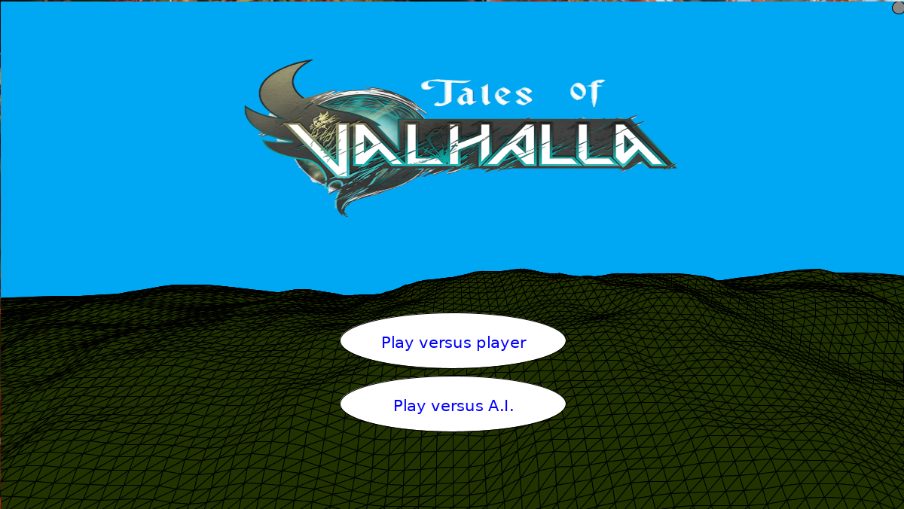 Tales of
VALHALLA
Play versus player
Play versus A.I.